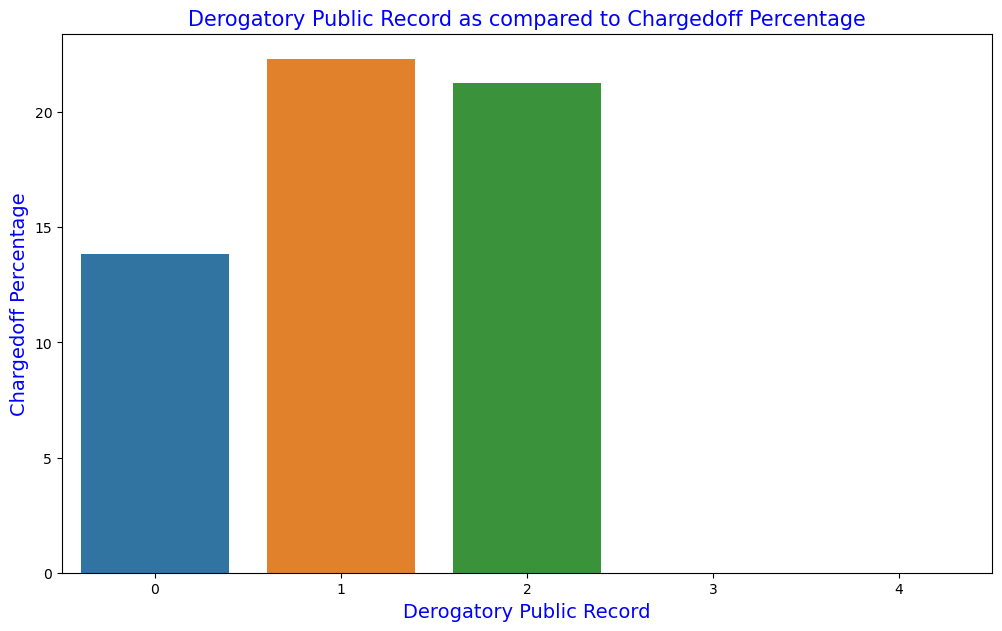 Derogatory Public Record as compared to Chargedoff Percentage
Chargedoff Percentage
20
15
10
5
0
0 1 2 3 4
Derogatory Public Record